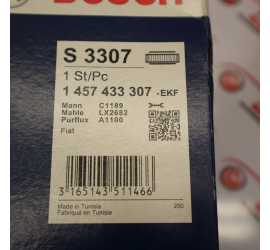 BOSCH
S 3307
1 St/Pc
1 457 433 307 -EKF
Mann C1189
Mahle LX2682
Purflux A1180
Fiat
3 165143 511466
Made in Tunisia 250
Fabriqué en Tunisie